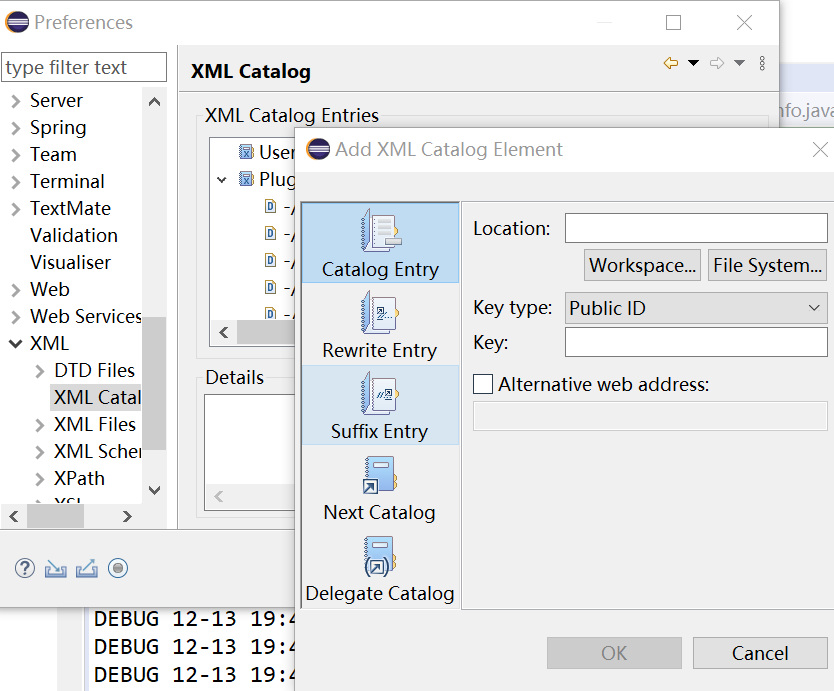 Preferences
type filter text
XML Catalog
nfo.java
Server
Spring
Team
Terminal
TextMate
Validation
Visualiser
Web
Web Services
XML
DTD Files
XML Catal
XML Files
XML Scher
XPath
XML Catalog Entries
User
Plug
Details
Add XML Catalog Element
Catalog Entry
Rewrite Entry
Suffix Entry
Next Catalog
Delegate Catalog
Location:
Workspace...
File System...
Key type:
Public ID
Key:
Alternative web address:
OK
Cancel
DEBUG 12-13 19:4
DEBUG 12-13 19:4
DEBUG 12-13 19:4